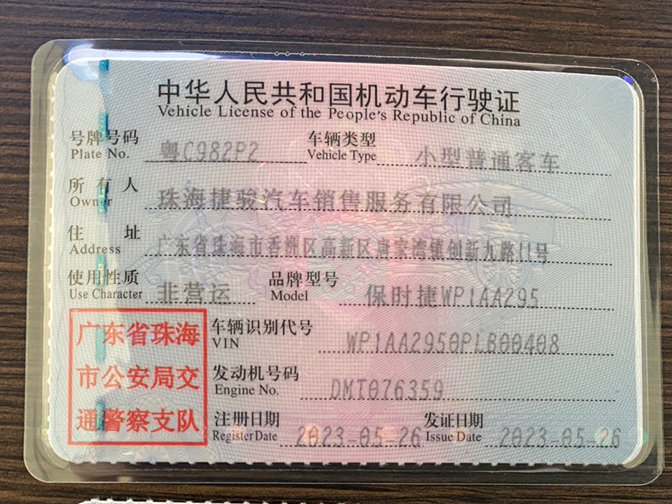 中华人民共和国机动车行驶证
Vehicle License of the People's Republic of China
号牌号码 粤C982P2 车辆类型 小型普通客车
Plate No. Vehicle Type
所有人 珠海捷骏汽车销售服务有限公司
Owner
住址 广东省珠海市香洲区高新区唐家湾镇创新九路11号
Address
使用性质 非营运 品牌型号 保时捷WP1AA295
Use Character Model
广东省珠海
市公安局交
通警察支队
车辆识别代号 WP1AA2950PLB00408
VIN
发动机号码 DMT076359
Engine No.
注册日期 2023-05-26 发证日期 2023-05-26
Register Date Issue Date